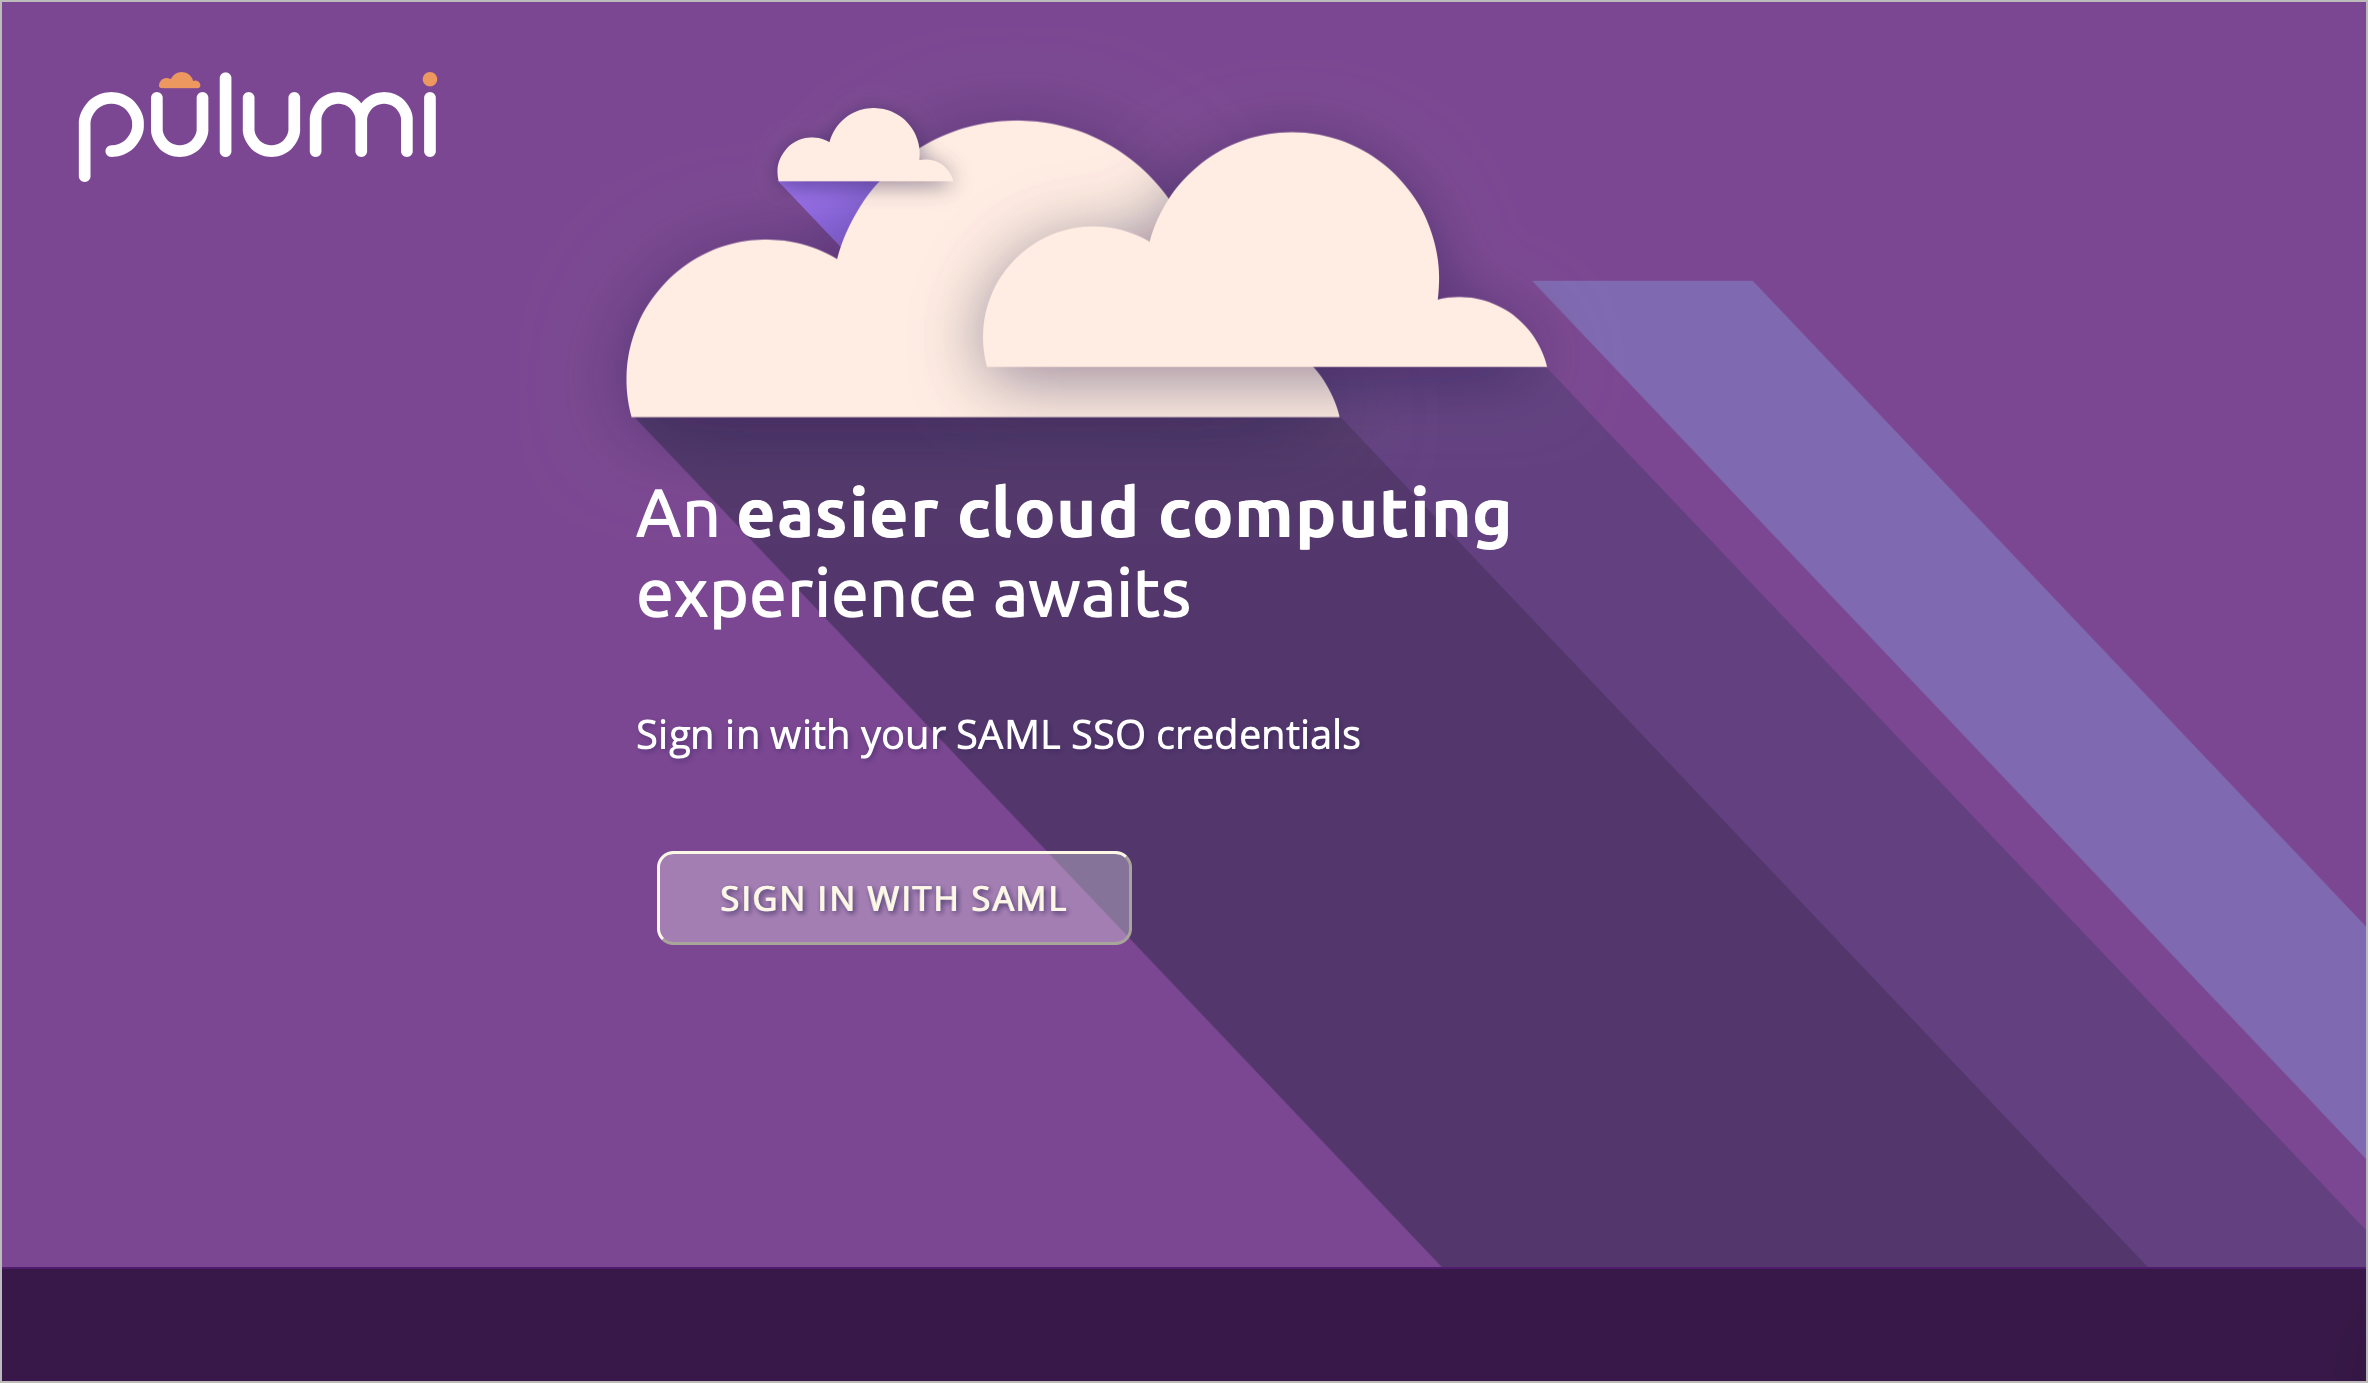 pulumi
An easier cloud computing
experience awaits
Sign in with your SAML SSO credentials
SIGN IN WITH SAML